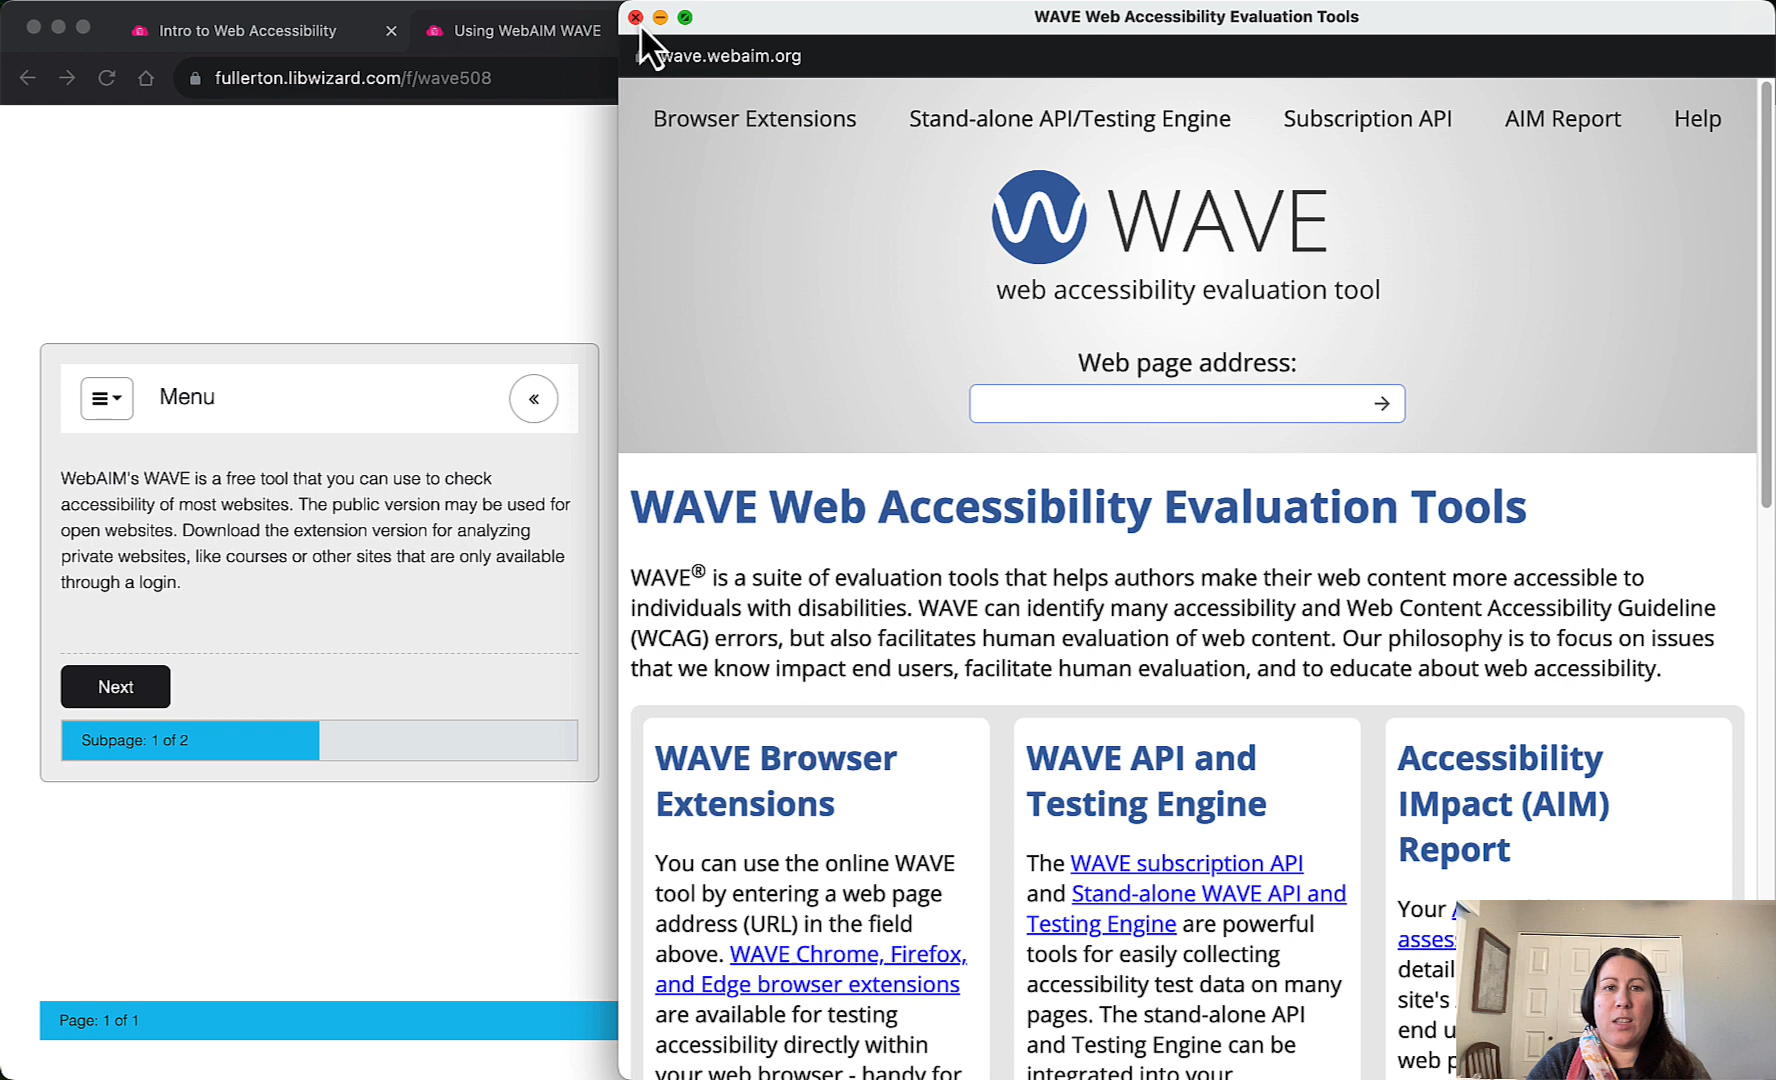 Intro to Web Accessibility
Using WebAIM WAVE
fullerton.libwizard.com/f/wave508
Menu
WebAIM's WAVE is a free tool that you can use to check
accessibility of most websites. The public version may be used for
open websites. Download the extension version for analyzing
private websites, like courses or other sites that are only available
through a login.
Next
Subpage: 1 of 2
Page: 1 of 1
WAVE Web Accessibility Evaluation Tools
wave.webaim.org
Browser Extensions
Stand-alone API/Testing Engine
Subscription API
AIM Report
Help
WAVE
web accessibility evaluation tool
Web page address:
WAVE Web Accessibility Evaluation Tools
WAVE® is a suite of evaluation tools that helps authors make their web content more accessible to
individuals with disabilities. WAVE can identify many accessibility and Web Content Accessibility Guideline
(WCAG) errors, but also facilitates human evaluation of web content. Our philosophy is to focus on issues
that we know impact end users, facilitate human evaluation, and to educate about web accessibility.
WAVE Browser
Extensions
You can use the online WAVE
tool by entering a web page
address (URL) in the field
above. WAVE Chrome, Firefox,
and Edge browser extensions
are available for testing
accessibility directly within
your web browser - handy for
WAVE API and
Testing Engine
The WAVE subscription API
and Stand-alone WAVE API and
Testing Engine are powerful
tools for easily collecting
accessibility test data on many
pages. The stand-alone API
and Testing Engine can be
integrated into your
Accessibility
IMpact (AIM)
Report
Your
detail
site's
end
web